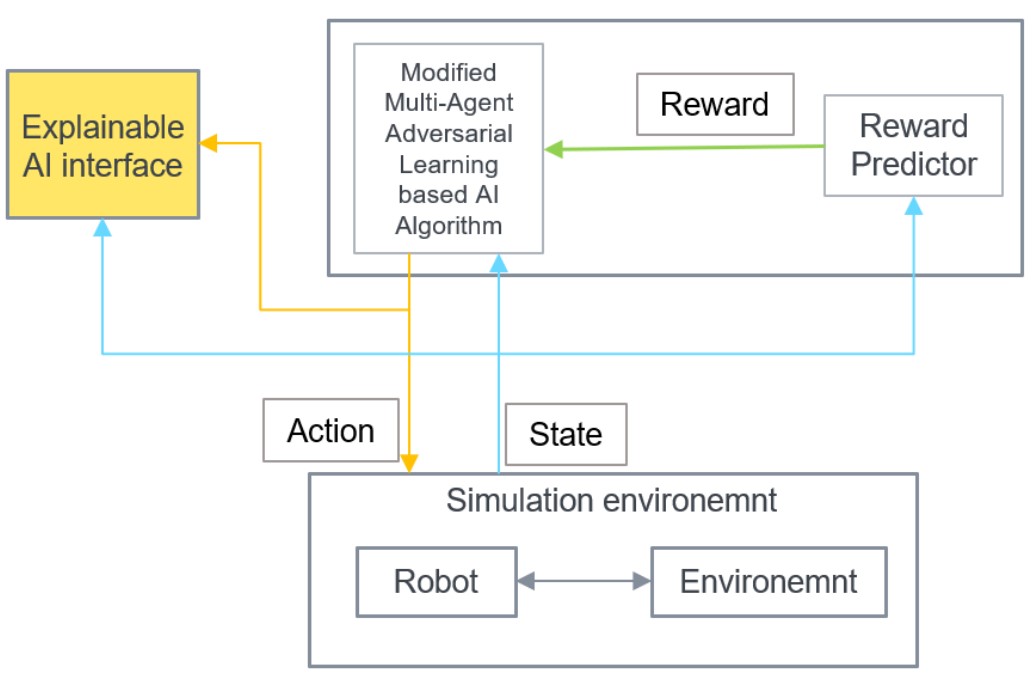 Explainable
AI interface
Modified
Multi-Agent
Adversarial
Learning
based AI
Algorithm
Reward
Reward
Predictor
Action
State
Simulation environemnt
Robot
Environemnt